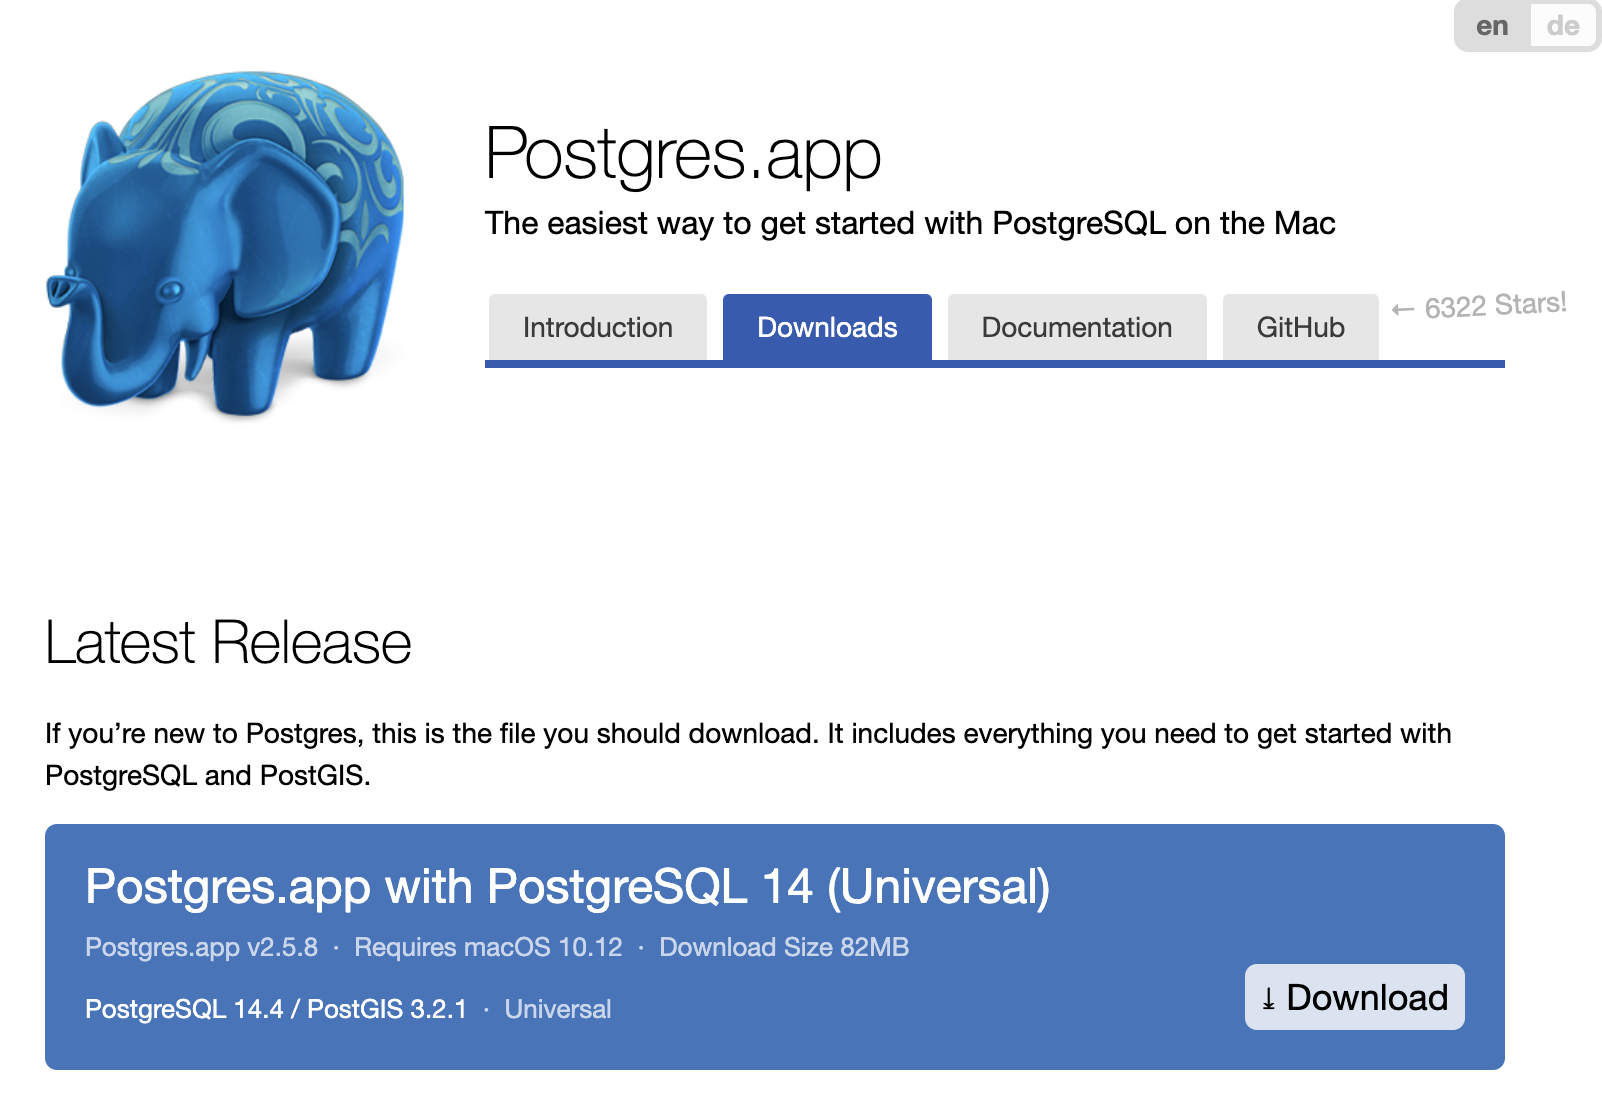 en de
Postgres.app
The easiest way to get started with PostgreSQL on the Mac
Introduction Downloads Documentation GitHub ← 6322 Stars!
Latest Release
If you’re new to Postgres, this is the file you should download. It includes everything you need to get started with
PostgreSQL and PostGIS.
Postgres.app with PostgreSQL 14 (Universal)
Postgres.app v2.5.8 · Requires macOS 10.12 · Download Size 82MB
PostgreSQL 14.4 / PostGIS 3.2.1 · Universal
⤓ Download